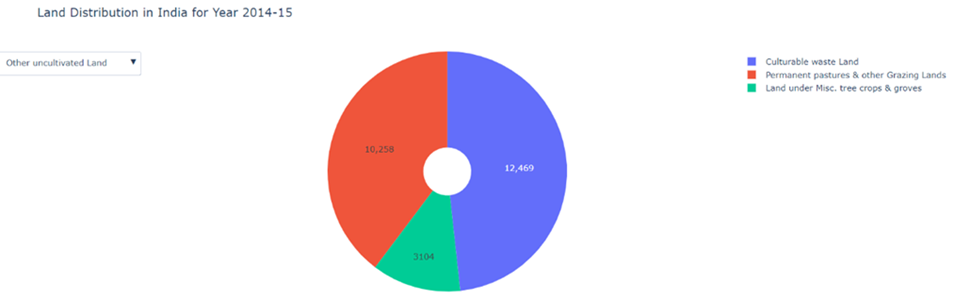 Land Distribution in India for Year 2014-15
Other uncultivated Land
Culturable waste Land
Permanent pastures & other Grazing Lands
Land under Misc. tree crops & groves
10,258
12,469
3104